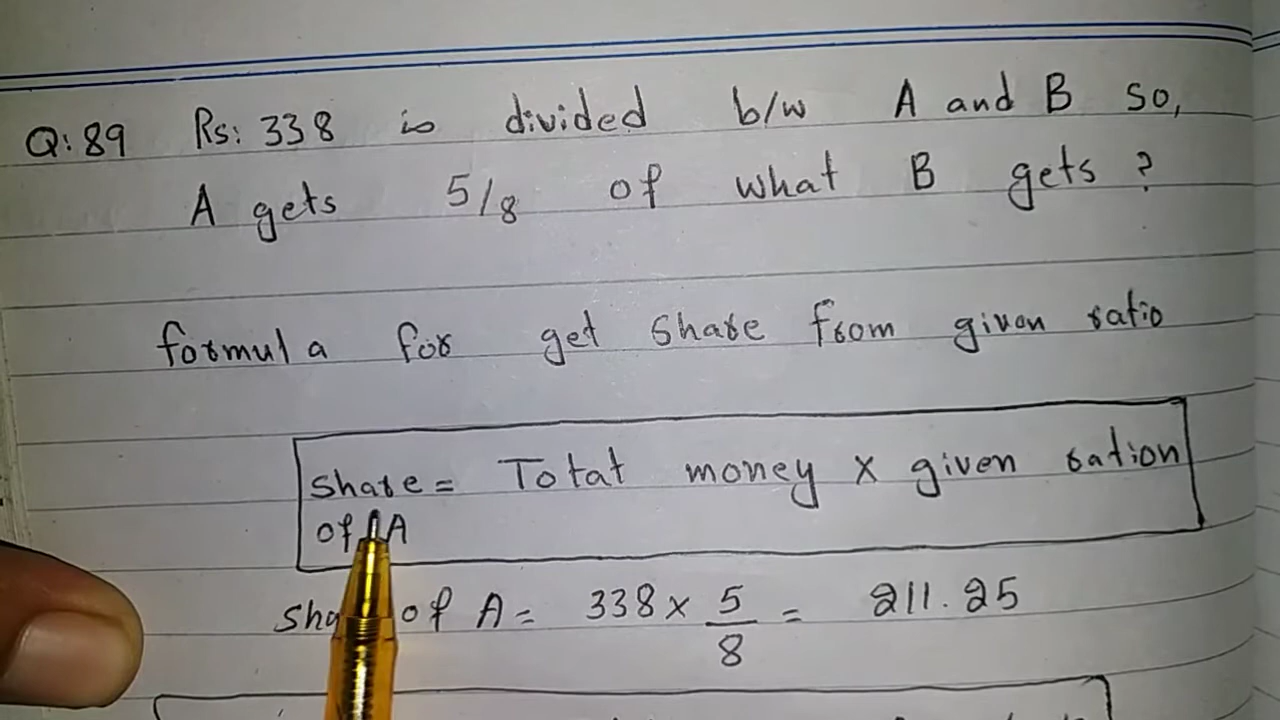 Q:89 Rs: 338 is divided b/w A and B so,
A gets 5/8 of what B gets ?
formula for get share from given ratio
Share = Total money x given ration
of A
of A = 338 x 5/8 = 211.25